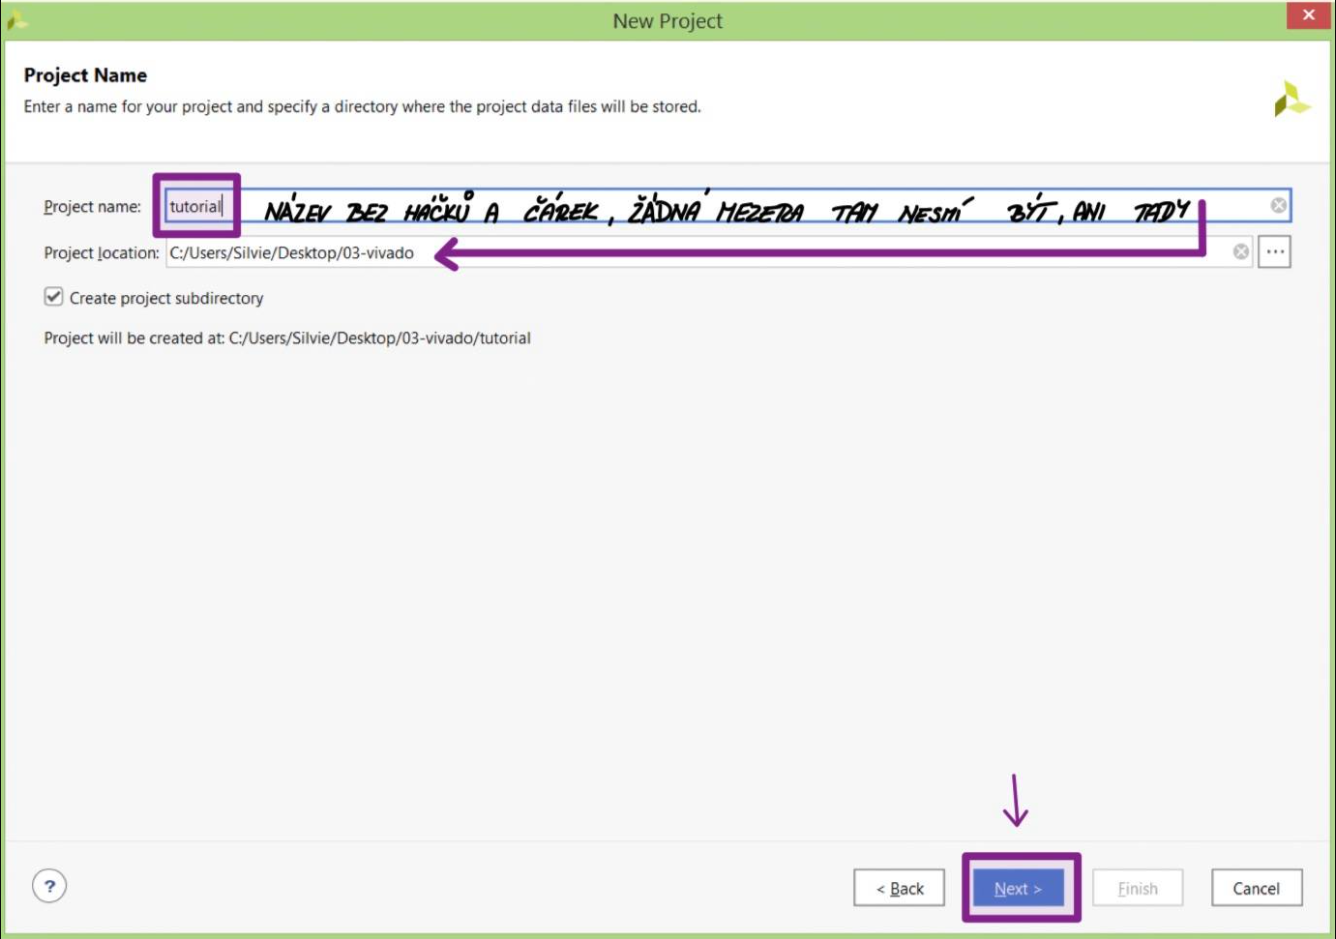 New Project
Project Name
Enter a name for your project and specify a directory where the project data files will be stored.
Project name: tutorial NÁZEV BEZ HÁČKŮ A ČÁREK, ŽÁDNÁ MEZERA TAM NESMÍ BÝT, ANI TADY
Project location: C:/Users/Silvie/Desktop/03-vivado ...
Create project subdirectory
Project will be created at: C:/Users/Silvie/Desktop/03-vivado/tutorial
? < Back Next > Finish Cancel